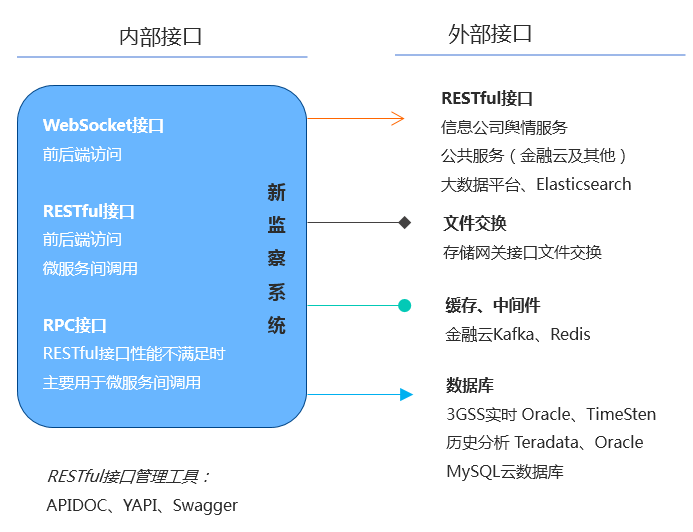 内部接口
WebSocket接口
前后端访问
RESTful接口
前后端访问
微服务间调用
RPC接口
RESTful接口性能不满足时
主要用于微服务间调用
新监察系统
RESTful接口管理工具：
APIDOC、YAPI、Swagger
外部接口
RESTful接口
信息公司舆情服务
公共服务（金融云及其他）
大数据平台、Elasticsearch
文件交换
存储网关接口文件交换
缓存、中间件
金融云Kafka、Redis
数据库
3GSS实时 Oracle、TimeSten
历史分析 Teradata、Oracle
MySQL云数据库